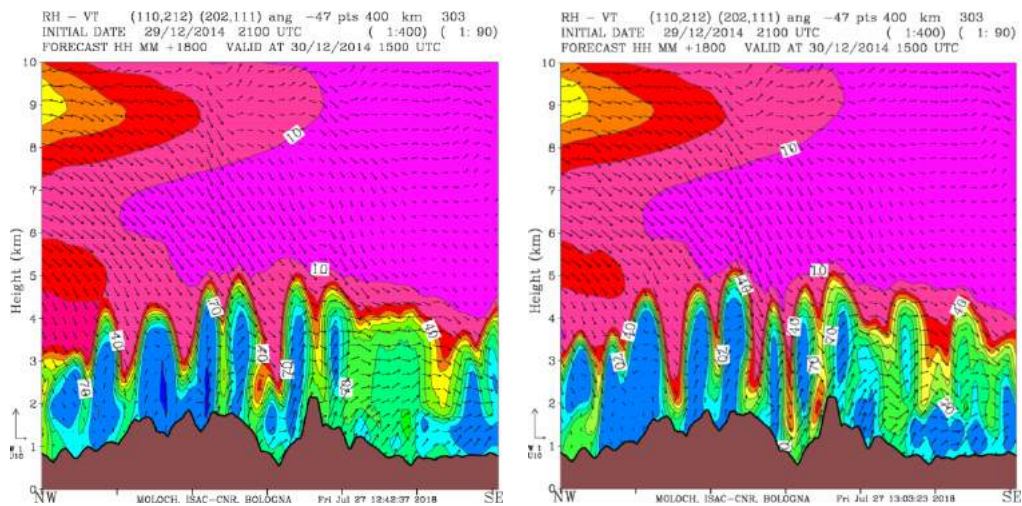 RH - VT (110,212) (202,111) ang -47 pts 400 km 303
INITIAL DATE 29/12/2014 2100 UTC ( 1:400) ( 1: 90)
FORECAST HH MM +1800 VALID AT 30/12/2014 1500 UTC
Height (km)
10
9
8
7
6
5
4
3
2
1
0
10
10
40
70
70
70
70
40
NW
SE
MOLOCH, ISAC-CNR, BOLOGNA Fri Jul 27 12:42:37 2018
RH - VT (110,212) (202,111) ang -47 pts 400 km 303
INITIAL DATE 29/12/2014 2100 UTC ( 1:400) ( 1: 90)
FORECAST HH MM +1800 VALID AT 30/12/2014 1500 UTC
Height (km)
10
9
8
7
6
5
4
3
2
1
0
10
10
40
40
40
40
70
70
70
70
70
NW
SE
MOLOCH, ISAC-CNR, BOLOGNA Fri Jul 27 13:03:23 2018